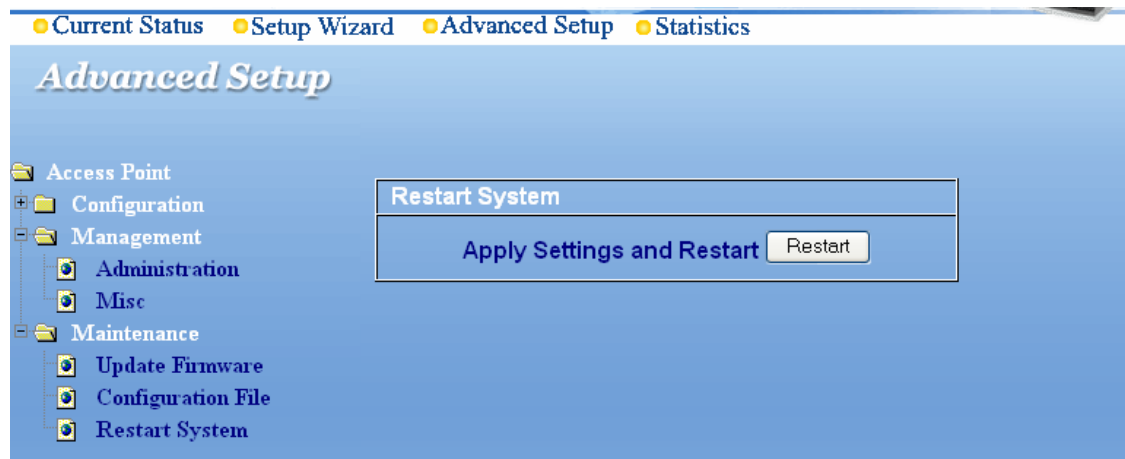 Current Status Setup Wizard Advanced Setup Statistics
Advanced Setup
Access Point
Configuration
Management
Administration
Misc
Maintenance
Update Firmware
Configuration File
Restart System
Restart System
Apply Settings and Restart Restart